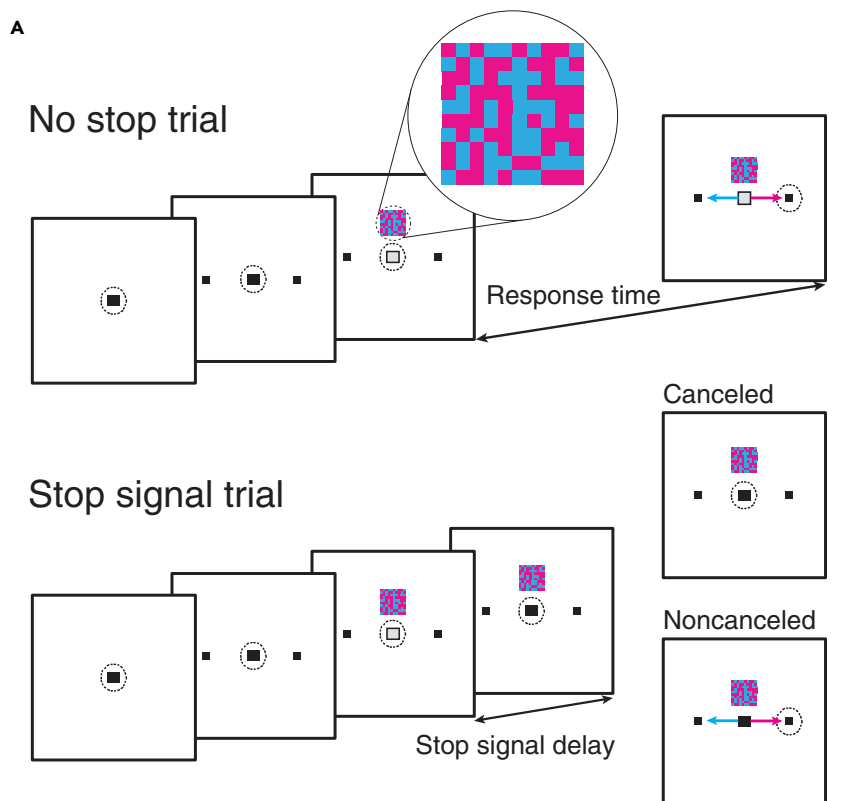 A
No stop trial
Response time
Canceled
Stop signal trial
Noncanceled
Stop signal delay